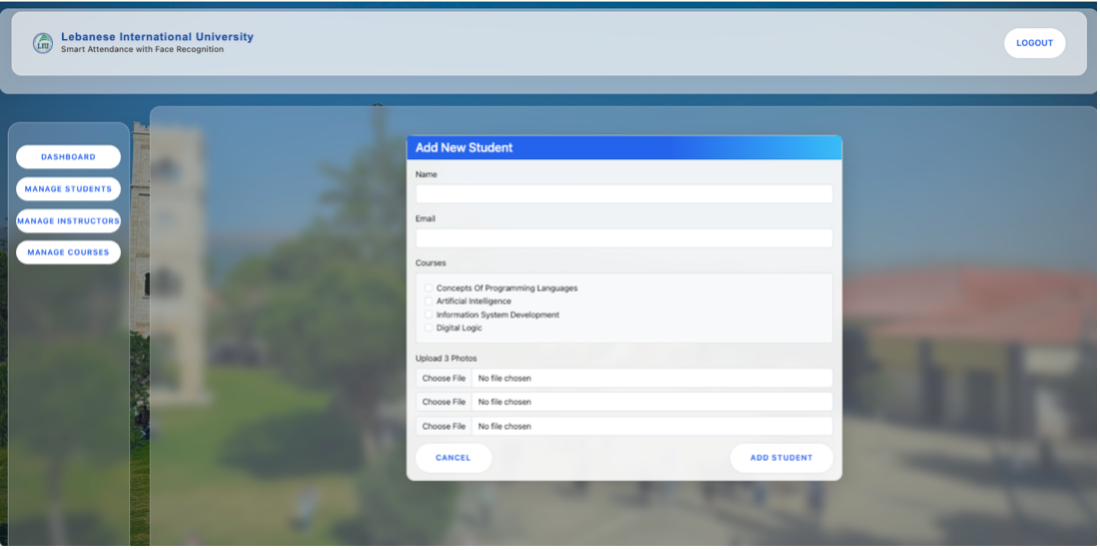 LIU
Lebanese International University
Smart Attendance with Face Recognition
LOGOUT
DASHBOARD
MANAGE STUDENTS
MANAGE INSTRUCTORS
MANAGE COURSES
Add New Student
Name
Email
Courses
Concepts Of Programming Languages
Artificial Intelligence
Information System Development
Digital Logic
Upload 3 Photos
Choose File No file chosen
Choose File No file chosen
Choose File No file chosen
CANCEL
ADD STUDENT